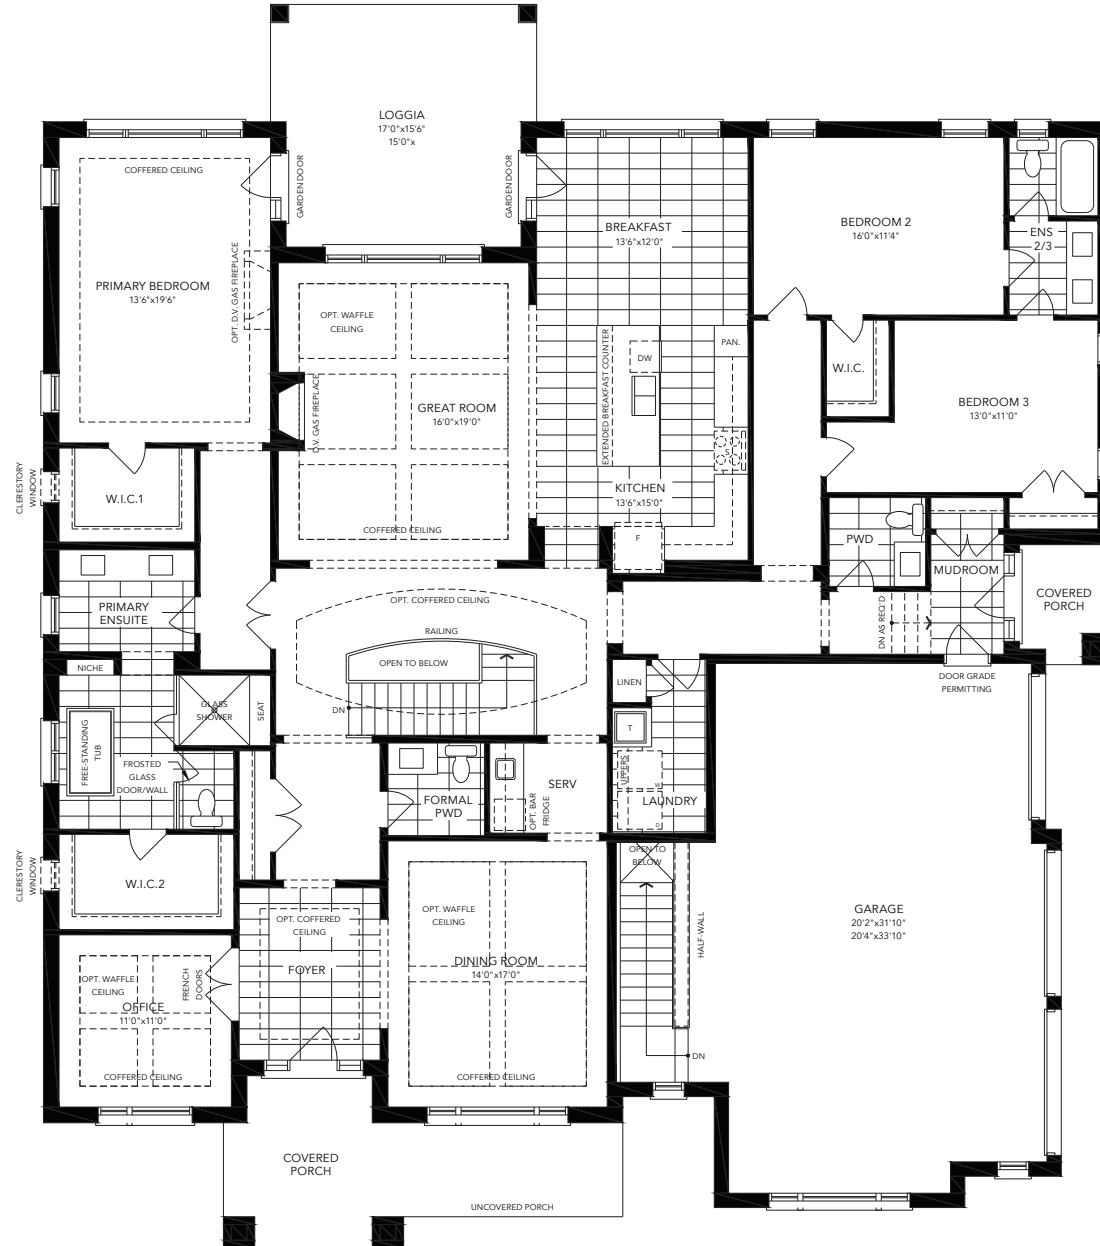 LOGGIA
17'0"x15'6"
15'0"x
GARDEN DOOR
GARDEN DOOR
COFFERED CEILING
PRIMARY BEDROOM
13'6"x19'6"
OPT. D.V. GAS FIREPLACE
OPT. WAFFLE
CEILING
GREAT ROOM
16'0"x19'0"
D.V. GAS FIREPLACE
COFFERED CEILING
BREAKFAST
13'6"x12'0"
EXTENDED BREAKFAST COUNTER
DW
PAN.
S
KITCHEN
13'6"x15'0"
F
BEDROOM 2
16'0"x11'4"
ENS
2/3
W.I.C.
BEDROOM 3
13'0"x11'0"
CLERESTORY
WINDOW
W.I.C.1
PWD
MUDROOM
COVERED
PORCH
DN AS REQ'D
DOOR GRADE
PERMITTING
PRIMARY
ENSUITE
NICHE
OPT. COFFERED CEILING
RAILING
OPEN TO BELOW
DN
GLASS
SHOWER
SEAT
FREE-STANDING
TUB
FROSTED
GLASS
DOOR/WALL
LINEN
T
UPPERS
W
D
LAUNDRY
FORMAL
PWD
SERV
OPT. BAR
FRIDGE
CLERESTORY
WINDOW
W.I.C.2
OPEN TO
BELOW
HALF-WALL
DN
GARAGE
20'2"x31'10"
20'4"x33'10"
OPT. COFFERED
CEILING
FOYER
OPT. WAFFLE
CEILING
DINING ROOM
14'0"x17'0"
COFFERED CEILING
OPT. WAFFLE
CEILING
OFFICE
11'0"x11'0"
FRENCH
DOORS
COFFERED CEILING
COVERED
PORCH
UNCOVERED PORCH